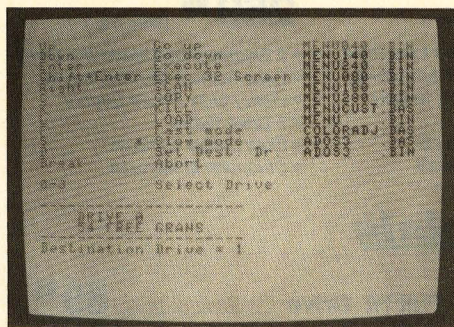 Up Go up MENU040 .BIN
Down Go down MENU140 .BIN
Enter Execute MENU240 .BIN
Shift+Enter Exec 32 Screen MENU080 .BIN
Right SCAN MENU180 .BIN
COPY MENU280 .BIN
KILL MENUCUST .BAS
LOAD MENU .BIN
Fast mode COLORADJ .BAS
* Slow mode ADOS3 .BAS
Set Dest. Dr ADOS3 .BIN
Break Abort
0-3 Select Drive
DRIVE
FREE GRANS
Destination Drive = 1